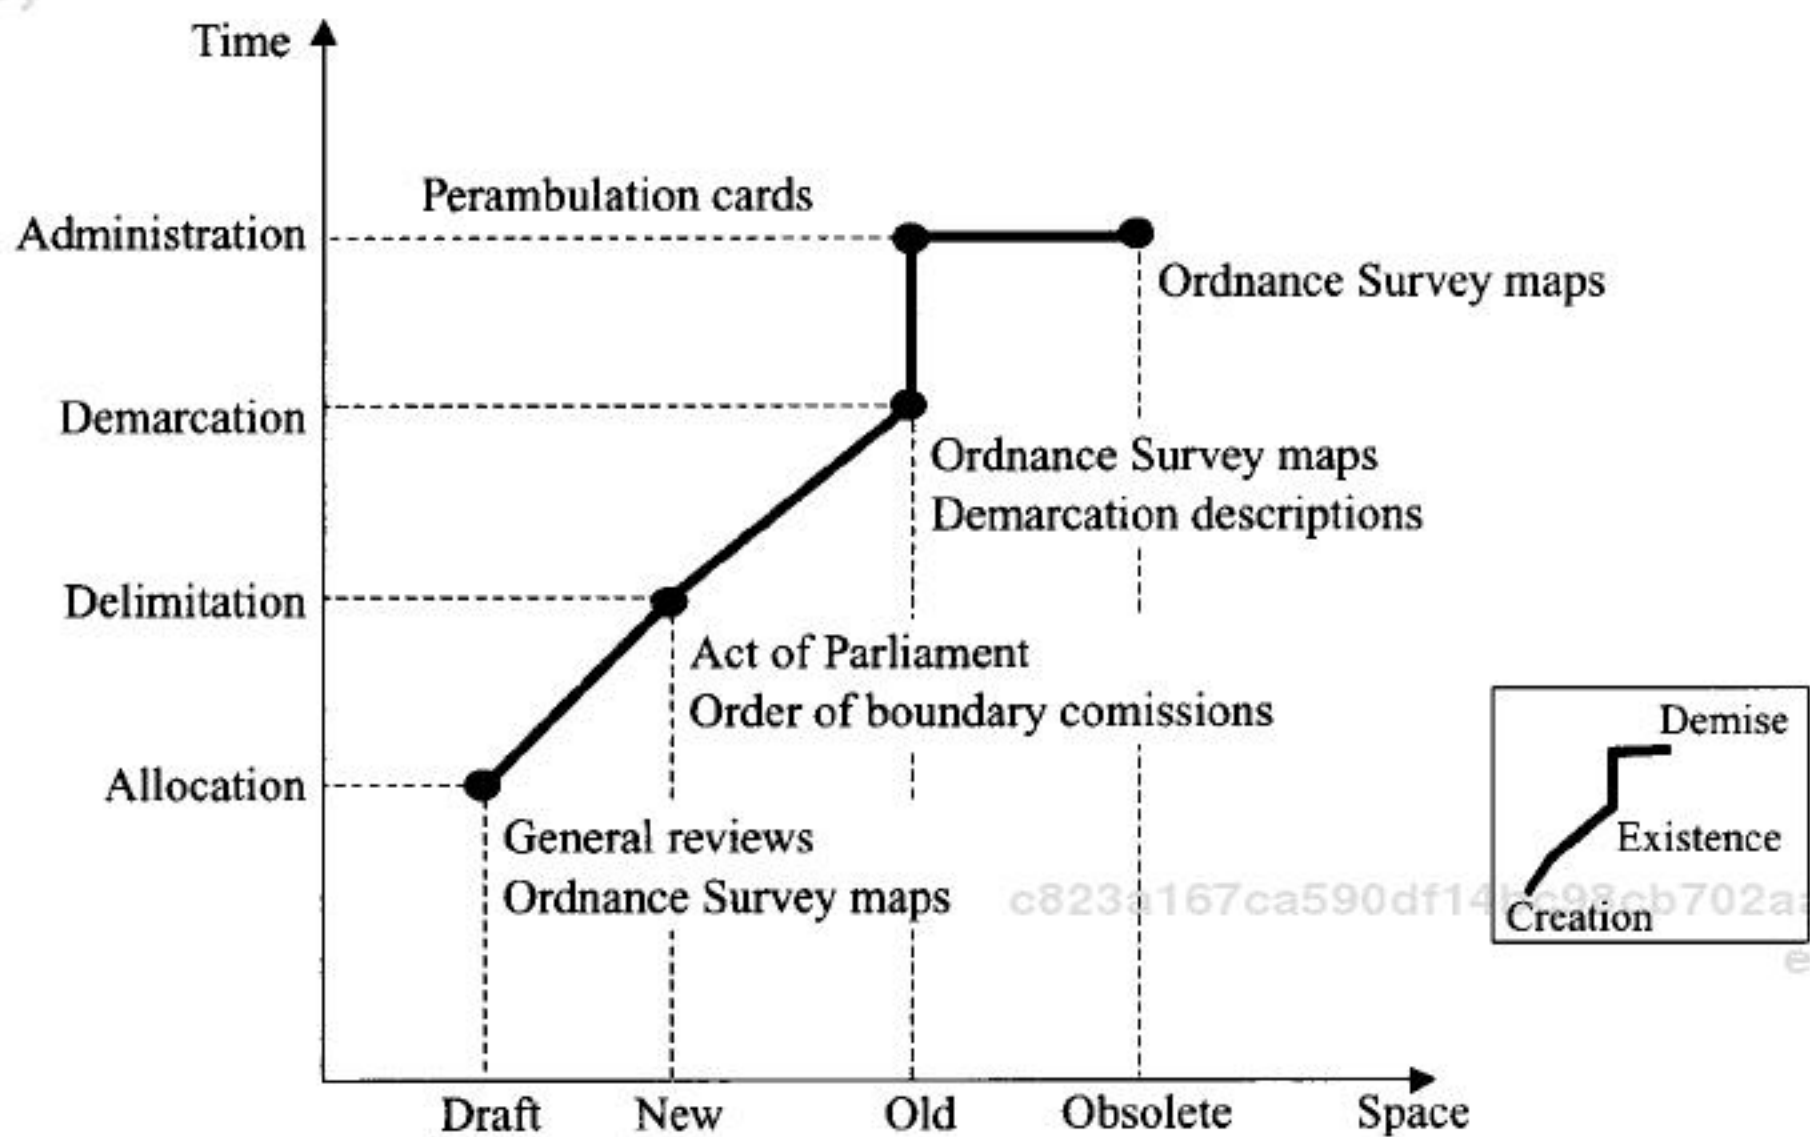 Time
Perambulation cards
Administration
Ordnance Survey maps
Demarcation
Ordnance Survey maps
Demarcation descriptions
Delimitation
Act of Parliament
Order of boundary comissions
Demise
Allocation
General reviews
Existence
Ordnance Survey maps
Creation
Draft
New
Old
Obsolete
Space